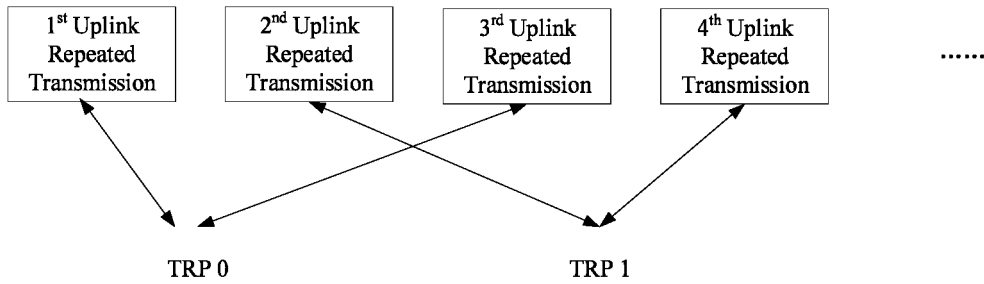 1st Uplink
Repeated
Transmission
2nd Uplink
Repeated
Transmission
3rd Uplink
Repeated
Transmission
4th Uplink
Repeated
Transmission
......
TRP 0
TRP 1